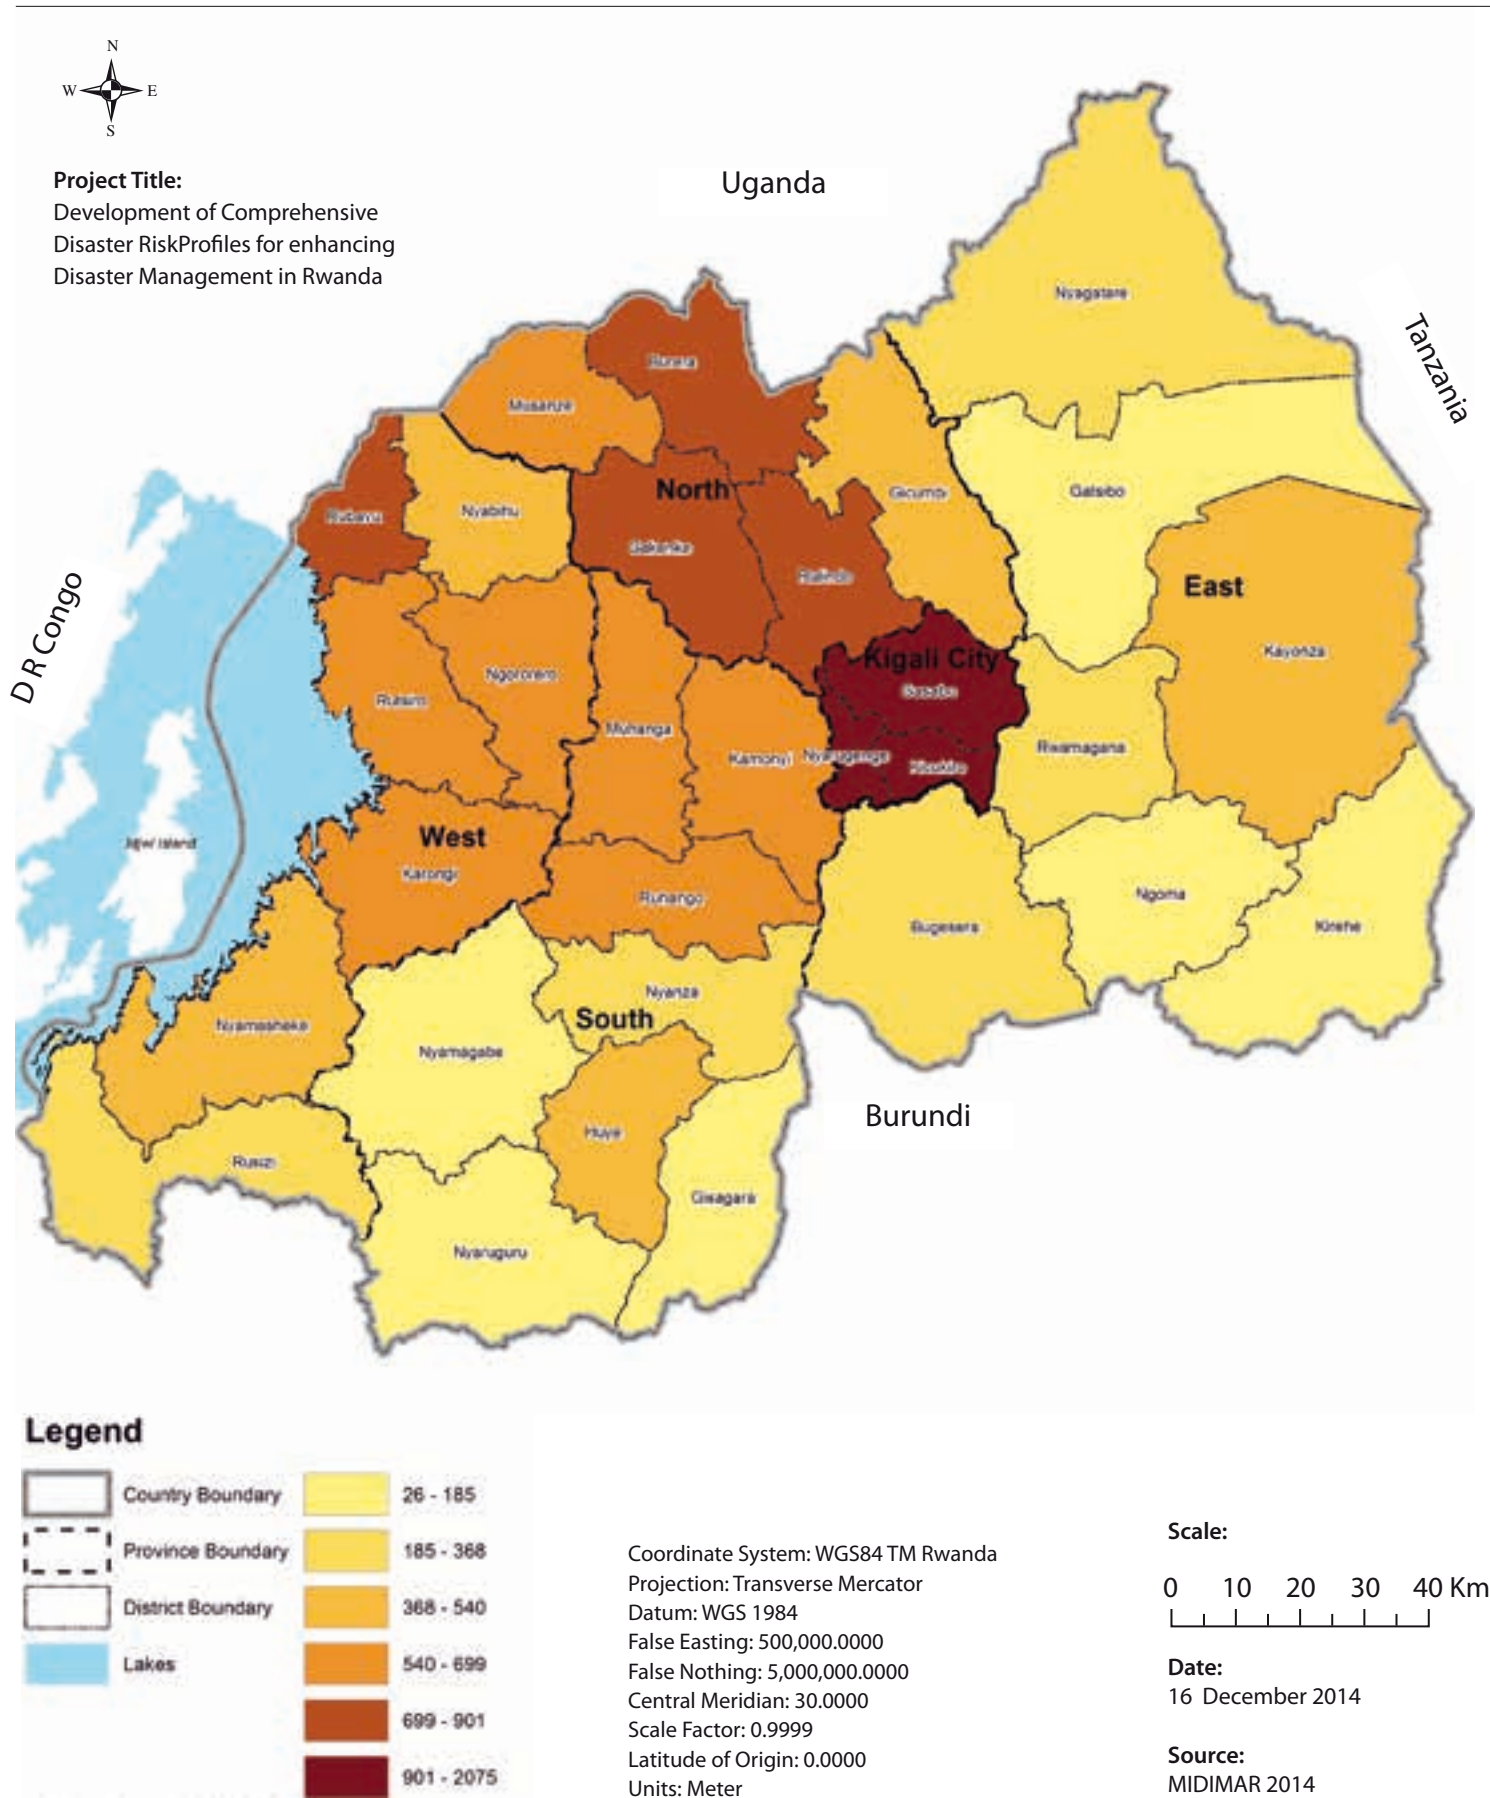 N
W E
S
Project Title:
Development of Comprehensive
Disaster RiskProfiles for enhancing
Disaster Management in Rwanda
Uganda
Tanzania
D R Congo
Burundi
Nyagatare
Burera
Musanze
North
Gicumbi
Gatsibo
Rubavu
Nyabihu
Gakenke
Rulindo
East
Kayonza
Kigali City
Gasabo
Ngororero
Rutsiro
Muhanga
Kamonyi
Nyarugenge
Kicukiro
Rwamagana
West
Karongi
Ijwi Island
Ruhango
Bugesera
Ngoma
Kirehe
Nyanza
South
Nyamasheke
Nyamagabe
Huye
Rusizi
Gisagara
Nyaruguru
Legend
Country Boundary
Province Boundary
District Boundary
Lakes
26 - 185
185 - 368
368 - 540
540 - 699
699 - 901
901 - 2075
Coordinate System: WGS84 TM Rwanda
Projection: Transverse Mercator
Datum: WGS 1984
False Easting: 500,000.0000
False Nothing: 5,000,000.0000
Central Meridian: 30.0000
Scale Factor: 0.9999
Latitude of Origin: 0.0000
Units: Meter
Scale:
0 10 20 30 40 Km
Date:
16 December 2014
Source:
MIDIMAR 2014